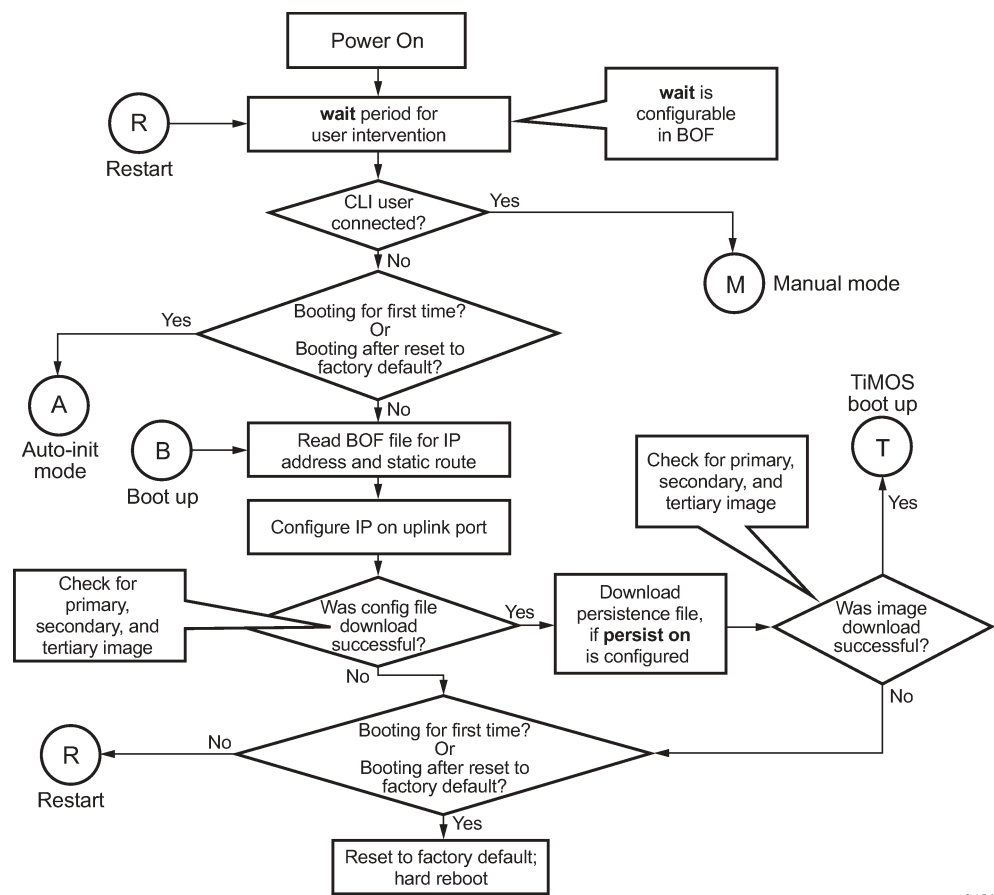 Power On
wait period for
user intervention
wait is
configurable
in BOF
R
Restart
CLI user
connected?
Yes
No
M
Manual mode
Booting for first time?
Or
Booting after reset to
factory default?
Yes
No
A
Auto-init
mode
B
Boot up
Read BOF file for IP
address and static route
TiMOS
boot up
T
Check for primary,
secondary, and
tertiary image
Yes
Configure IP on uplink port
Check for
primary,
secondary, and
tertiary image
Was config file
download
successful?
Yes
No
Download
persistence file,
if persist on
is configured
Was image
download
successful?
No
Booting for first time?
Or
Booting after reset to
factory default?
No
R
Restart
Yes
Reset to factory default;
hard reboot